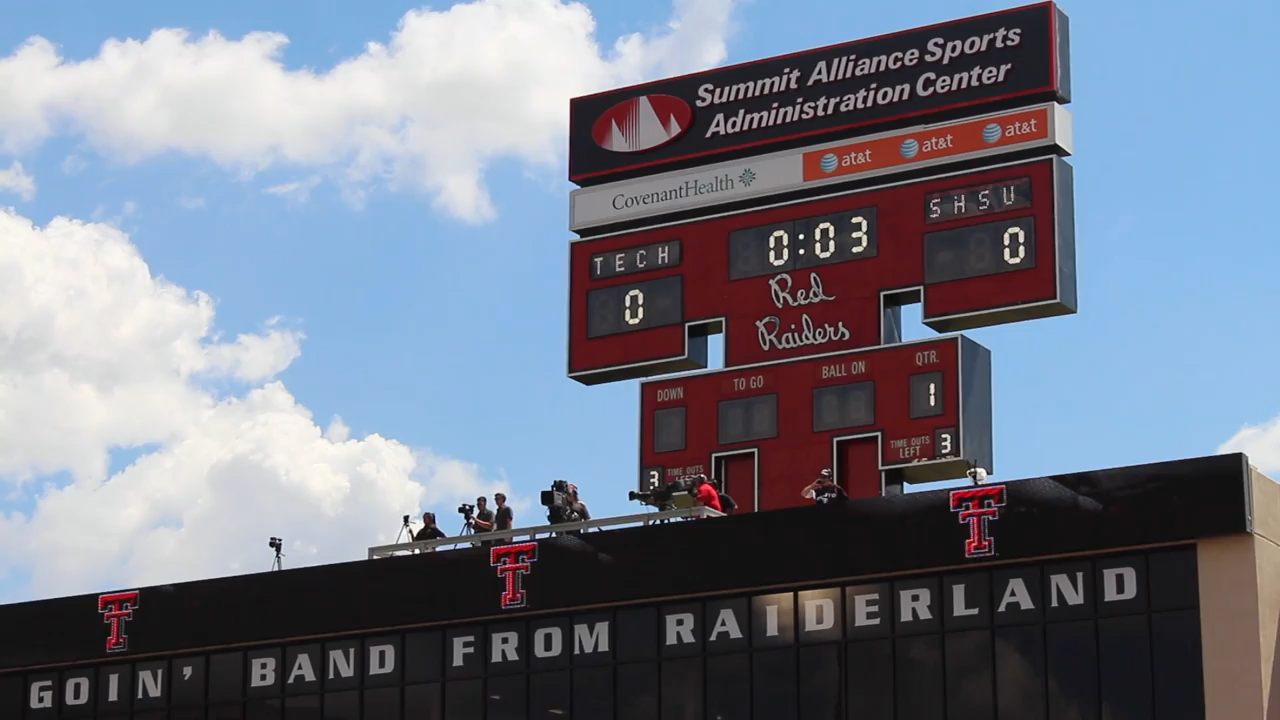 Summit Alliance Sports
Administration Center
CovenantHealth
at&t at&t at&t
TECH 0:03 SHSU
0 0
Red
Raiders
DOWN TO GO BALL ON QTR.
1
TIME OUTS
LEFT 3
3 TIME OUTS
LEFT
T T T
GOIN' BAND FROM RAIDERLAND